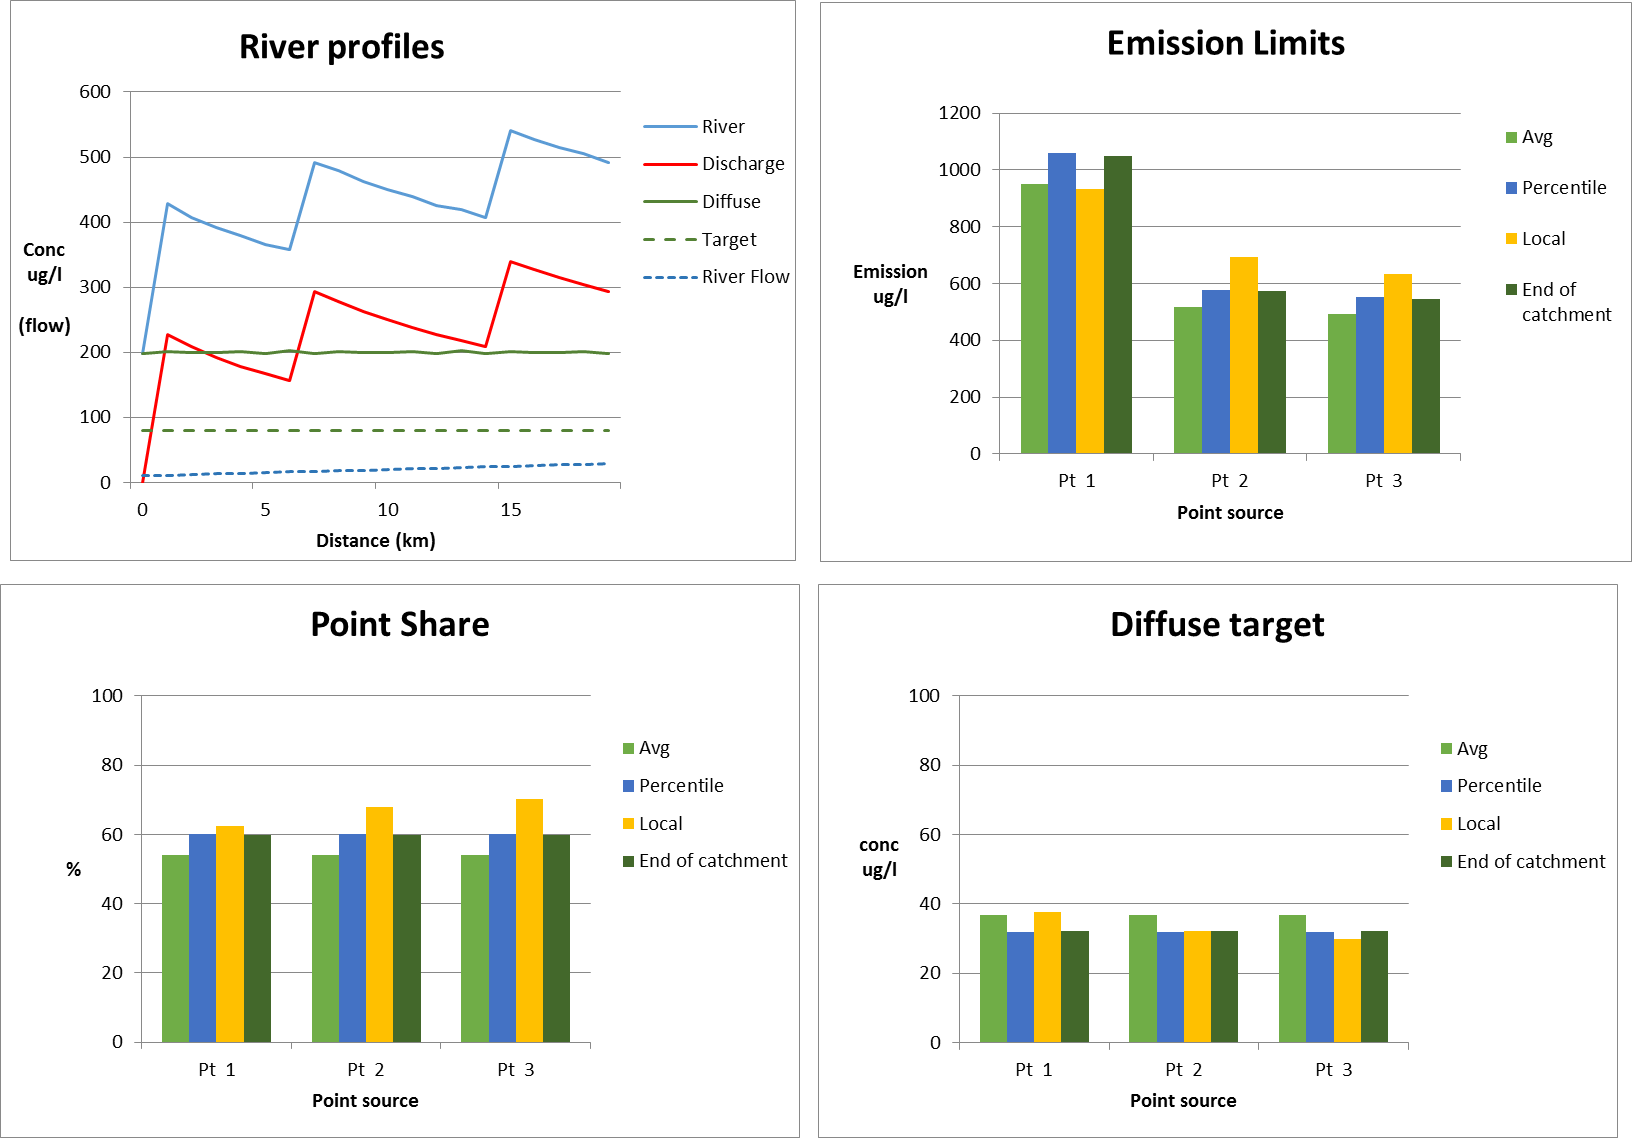 River profiles
600
500
400
300
200
100
0
Conc
ug/l
(flow)
0 5 10 15
Distance (km)
River
Discharge
Diffuse
Target
River Flow
Emission Limits
1200
1000
800
600
400
200
0
Emission
ug/l
Pt 1 Pt 2 Pt 3
Point source
Avg
Percentile
Local
End of
catchment
Point Share
100
80
60
40
20
0
%
Pt 1 Pt 2 Pt 3
Point source
Avg
Percentile
Local
End of catchment
Diffuse target
100
80
60
40
20
0
conc
ug/l
Pt 1 Pt 2 Pt 3
Point source
Avg
Percentile
Local
End of catchment